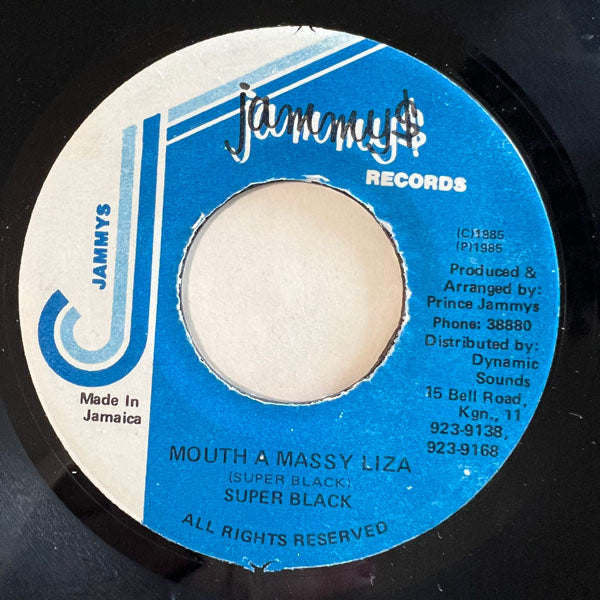 jammy$
RECORDS
JAMMYS
(C)1985
(P)1985
Produced &
Arranged by:
Prince Jammys
Phone: 38880
Distributed by:
Dynamic
Sounds
15 Bell Road,
Kgn., 11
923-9138,
923-9168
Made In
Jamaica
MOUTH A MASSY LIZA
(SUPER BLACK)
SUPER BLACK
ALL RIGHTS RESERVED